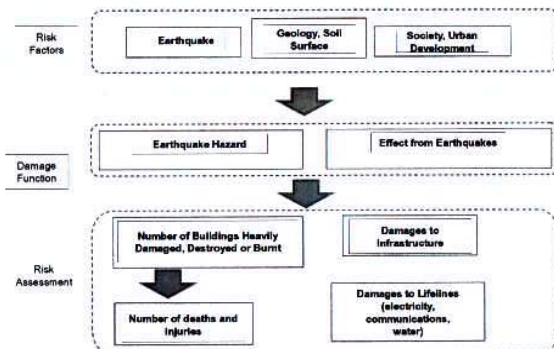 Risk
Factors
Earthquake
Geology, Soil
Surface
Society, Urban
Development
Damage
Function
Earthquake Hazard
Effect from Earthquakes
Risk
Assessment
Number of Buildings Heavily
Damaged, Destroyed or Burnt
Damages to
Infrastructure
Number of deaths and
injuries
Damages to Lifelines
(electricity,
communications,
water)